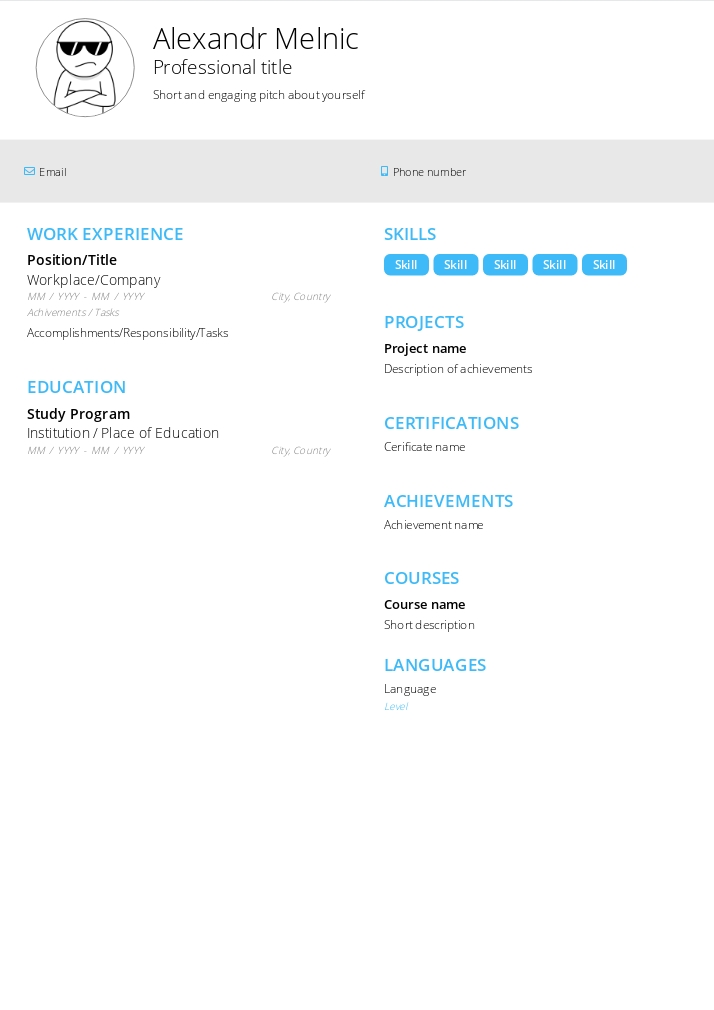 Alexandr Melnic
Professional title
Short and engaging pitch about yourself
Email
Phone number
WORK EXPERIENCE
Position/Title
Workplace/Company
MM / YYYY - MM / YYYY City, Country
Achivements / Tasks
Accomplishments/Responsibility/Tasks
EDUCATION
Study Program
Institution / Place of Education
MM / YYYY - MM / YYYY City, Country
SKILLS
Skill Skill Skill Skill Skill
PROJECTS
Project name
Description of achievements
CERTIFICATIONS
Cerificate name
ACHIEVEMENTS
Achievement name
COURSES
Course name
Short description
LANGUAGES
Language
Level